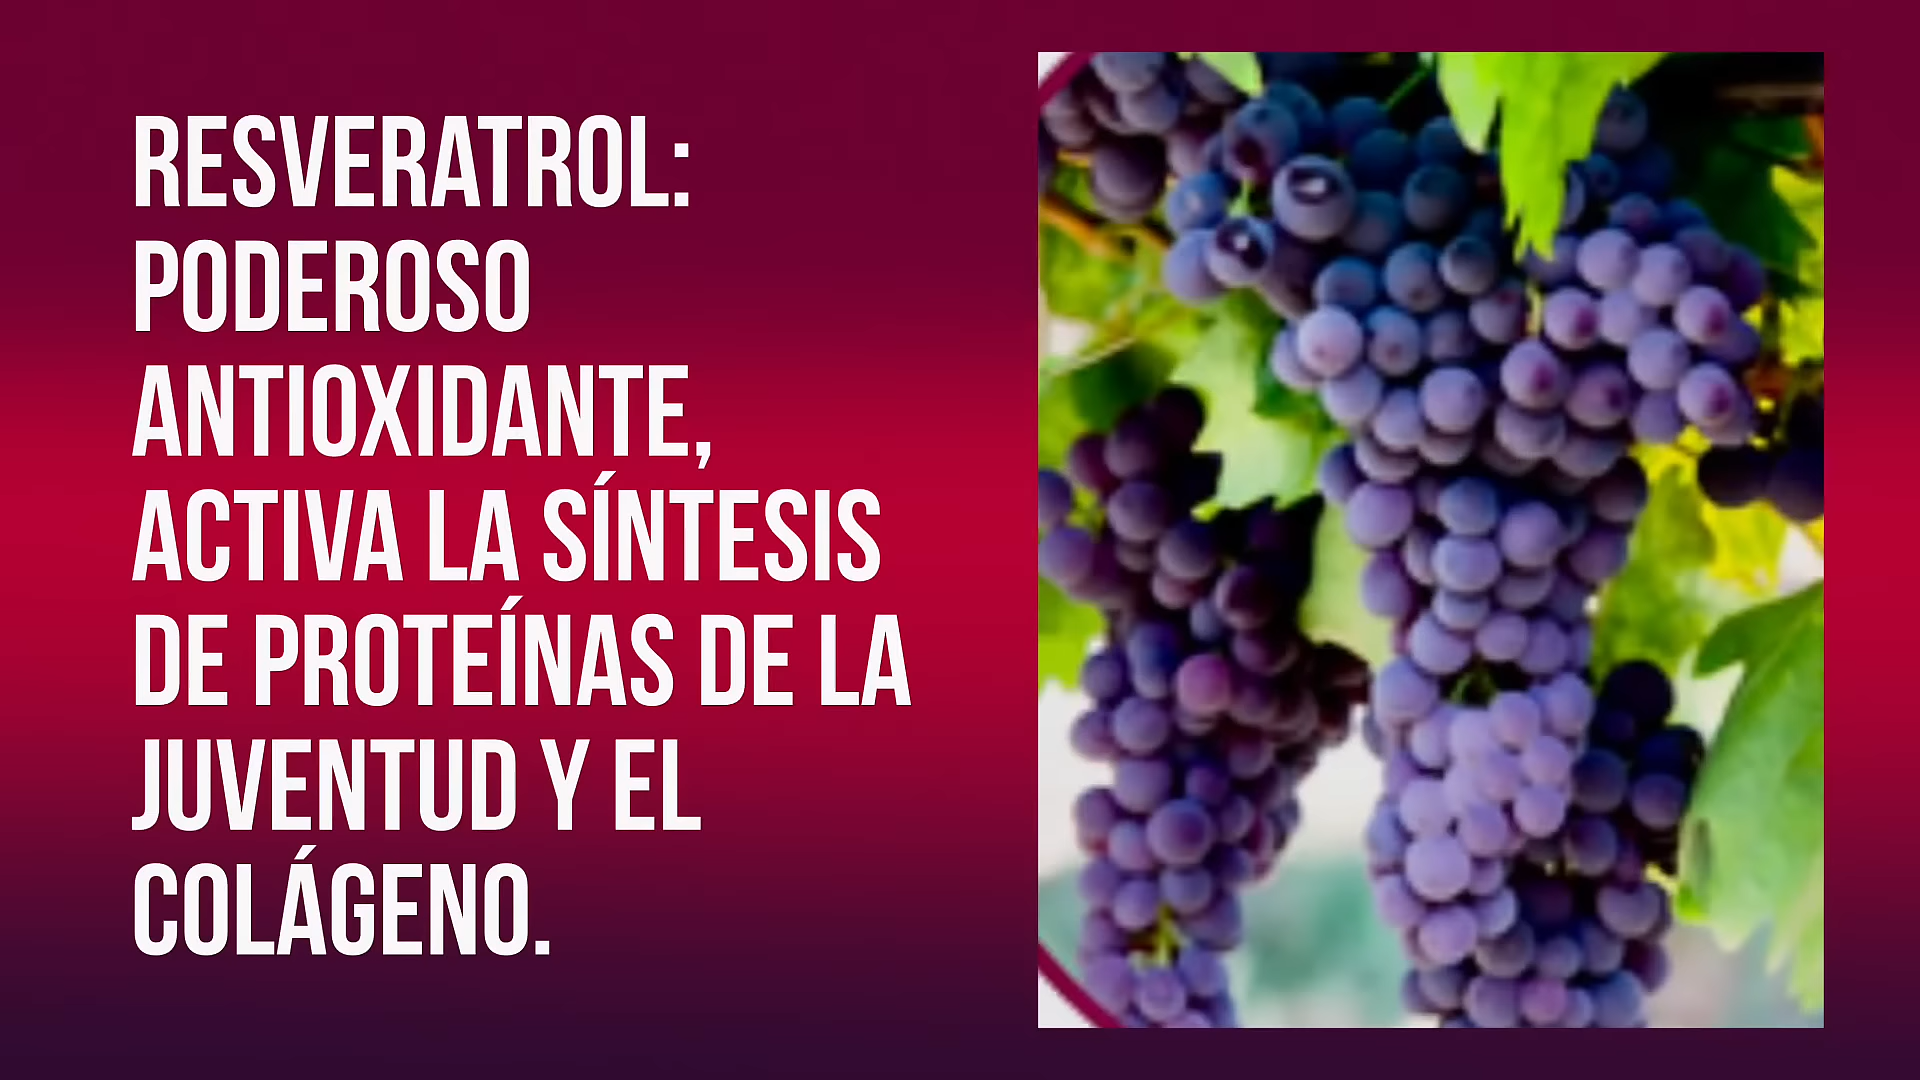 RESVERATROL:
PODEROSO
ANTIOXIDANTE,
ACTIVA LA SÍNTESIS
DE PROTEÍNAS DE LA
JUVENTUD Y EL
COLÁGENO.